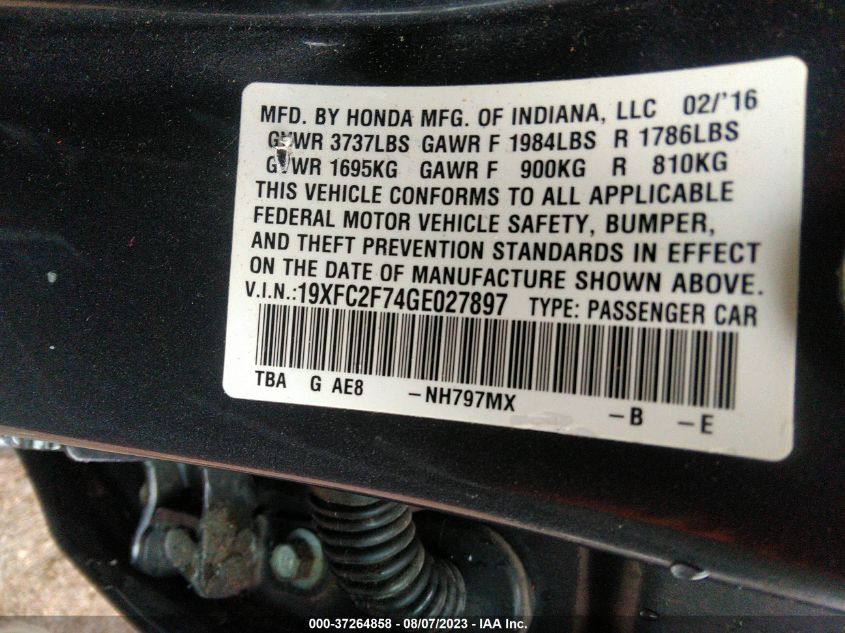 MFD. BY HONDA MFG. OF INDIANA, LLC 02/'16
GVWR 3737LBS GAWR F 1984LBS R 1786LBS
GVWR 1695KG GAWR F 900KG R 810KG
THIS VEHICLE CONFORMS TO ALL APPLICABLE
FEDERAL MOTOR VEHICLE SAFETY, BUMPER,
AND THEFT PREVENTION STANDARDS IN EFFECT
ON THE DATE OF MANUFACTURE SHOWN ABOVE.
V.I.N.:19XFC2F74GE027897 TYPE: PASSENGER CAR
TBA G AE8 -NH797MX -B -E
000-37264858 - 08/07/2023 - IAA Inc.